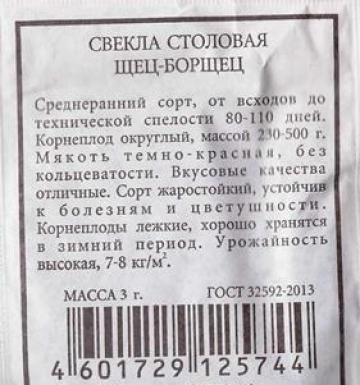 СВЕКЛА СТОЛОВАЯ
ЩЕЦ-БОРЩЕЦ
Среднеранний сорт, от всходов до
технической спелости 80-110 дней.
Корнеплод округлый, массой 230-500 г.
Мякоть темно-красная, без
кольцеватости. Вкусовые качества
отличные. Сорт жаростойкий, устойчив
к болезням и цветушности.
Корнеплоды лежкие, хорошо хранятся
в зимний период. Урожайность
высокая, 7-8 кг/м².
МАССА 3 г. ГОСТ 32592-2013
4 601729 125744